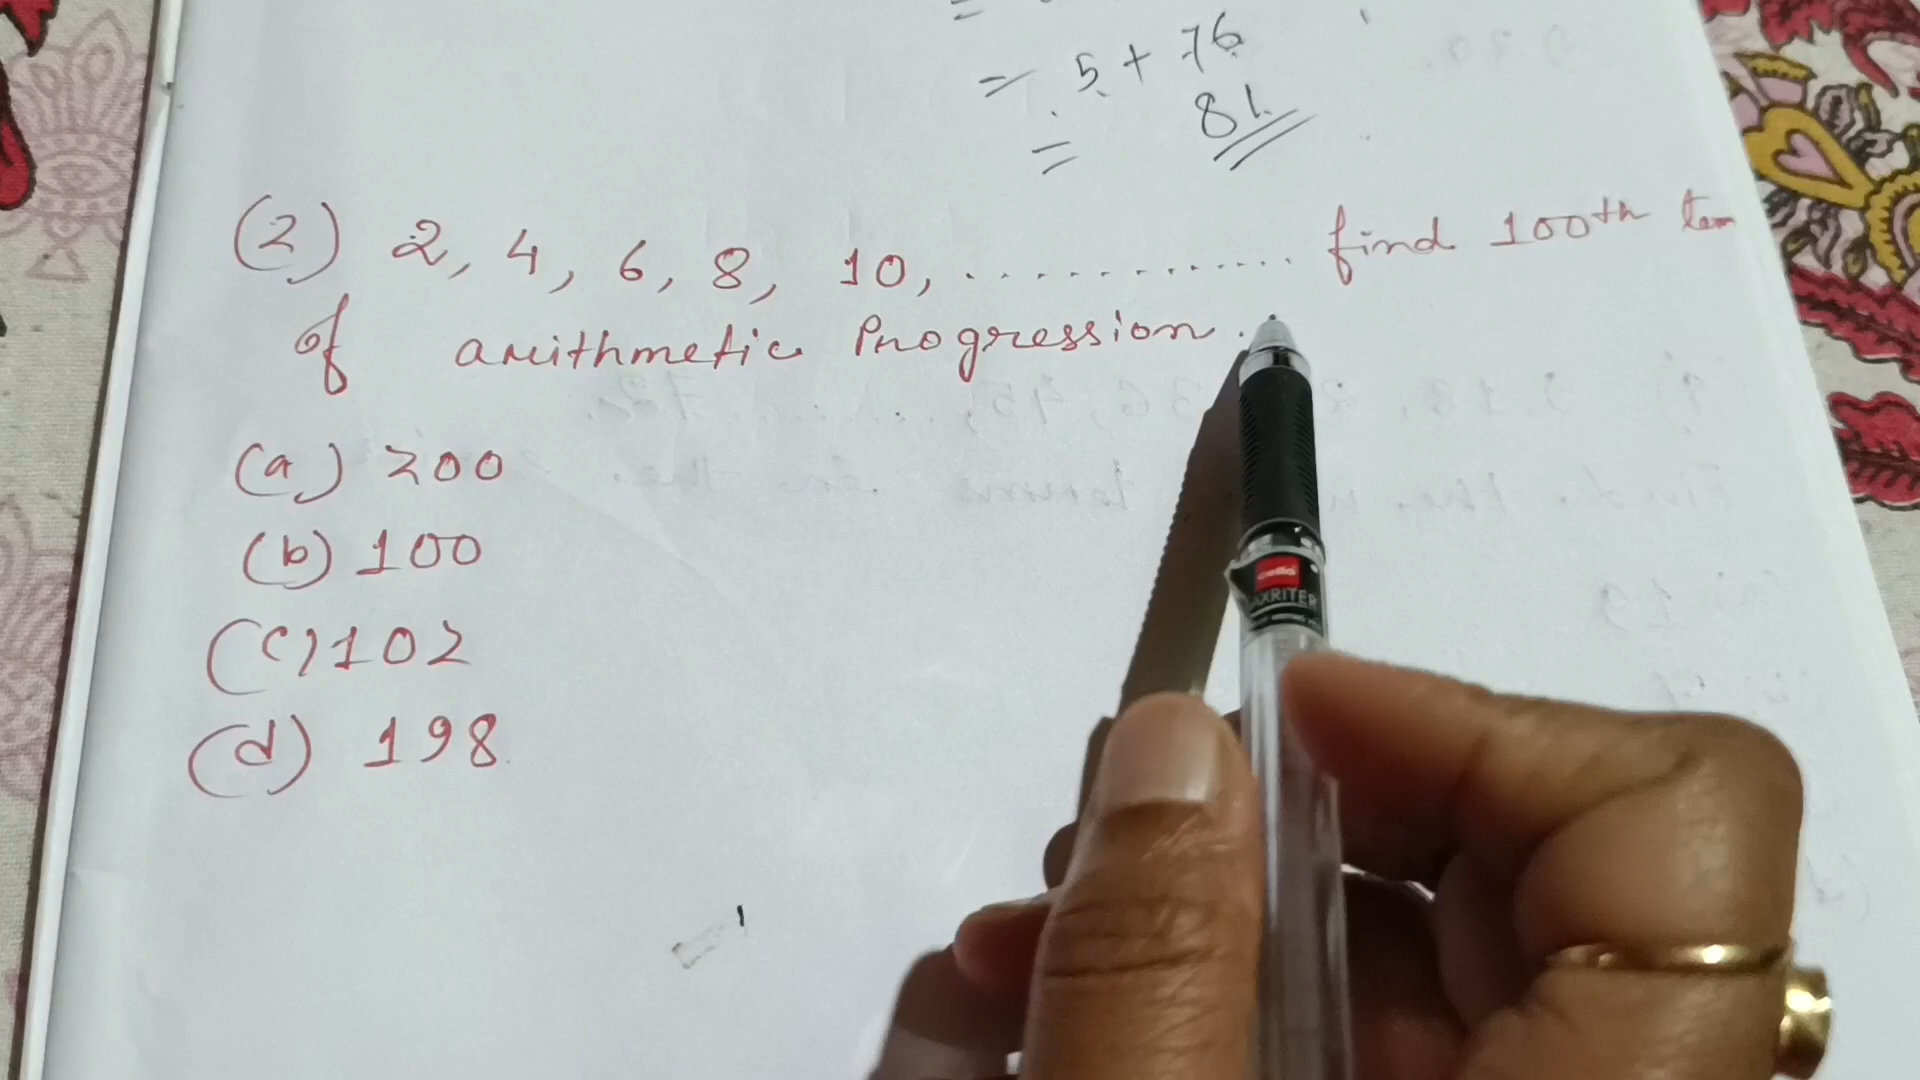 = 5 + 76
= 81.
(2) 2, 4, 6, 8, 10, ............. find 100th term
of arithmetic Progression.
(a) 200
(b) 100
(c) 102
(d) 198
cello